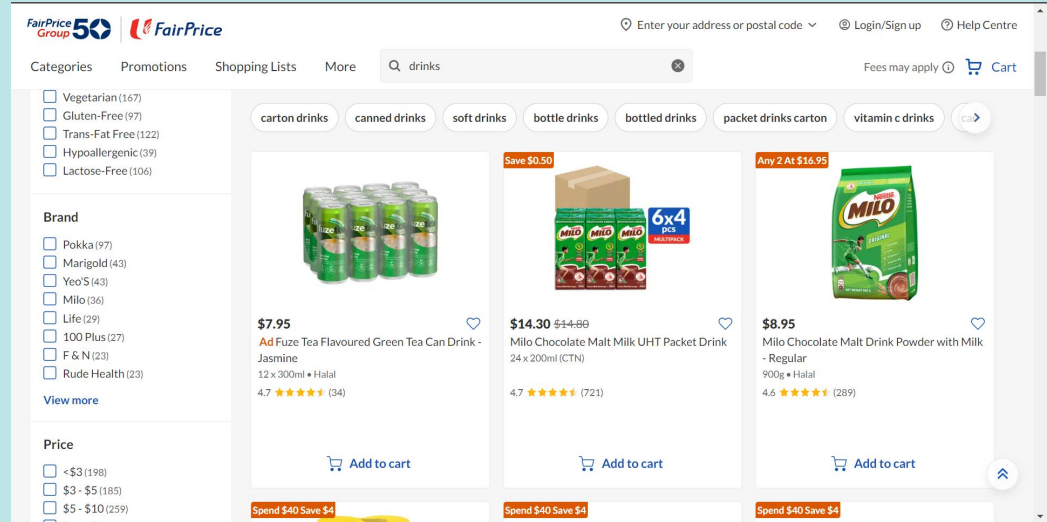 FairPrice Group 50 FairPrice
Enter your address or postal code
Login/Sign up
Help Centre
Categories
Promotions
Shopping Lists
More
drinks
Fees may apply
Cart
Vegetarian (167)
Gluten-Free (97)
Trans-Fat Free (122)
Hypoallergenic (39)
Lactose-Free (106)
Brand
Pokka (97)
Marigold (43)
Yeo'S (43)
Milo (36)
Life (29)
100 Plus (27)
F & N (23)
Rude Health (23)
View more
Price
<$3 (198)
$3 - $5 (185)
$5 - $10 (259)
carton drinks
canned drinks
soft drinks
bottle drinks
bottled drinks
packet drinks carton
vitamin c drinks
$7.95
Ad Fuze Tea Flavoured Green Tea Can Drink -
Jasmine
12 x 300ml • Halal
4.7 (34)
Add to cart
Save $0.50
MILO MILO MILO
6x4
pcs
MULTIPACK
$14.30 $14.80
Milo Chocolate Malt Milk UHT Packet Drink
24 x 200ml (CTN)
4.7 (721)
Add to cart
Any 2 At $16.95
Nestlé
MILO
ORIGINAL
$8.95
Milo Chocolate Malt Drink Powder with Milk
- Regular
900g • Halal
4.6 (289)
Add to cart
Spend $40 Save $4
Spend $40 Save $4
Spend $40 Save $4